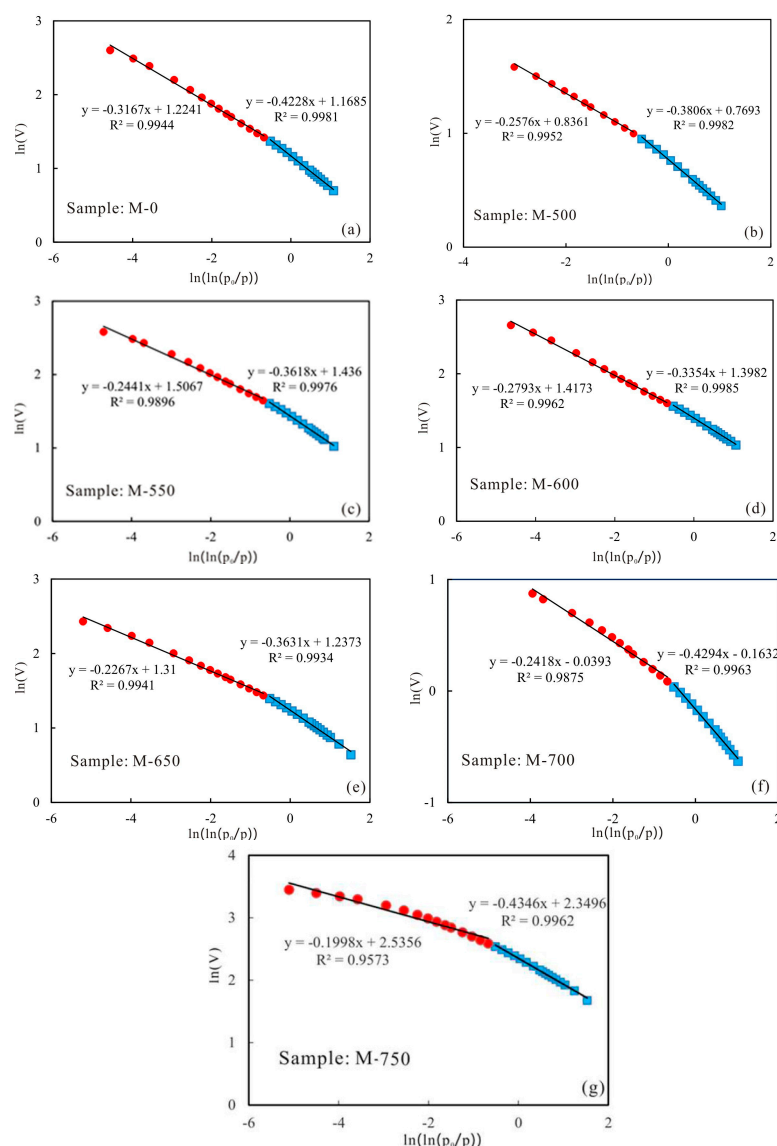 3
2
1
0
ln(V)
y = -0.3167x + 1.2241
R² = 0.9944
y = -0.4228x + 1.1685
R² = 0.9981
Sample: M-0
(a)
-6
-4
-2
0
2
ln(ln(p₀/p))
2
1
0
ln(V)
y = -0.2576x + 0.8361
R² = 0.9952
y = -0.3806x + 0.7693
R² = 0.9982
Sample: M-500
(b)
-4
-3
-2
-1
0
1
2
ln(ln(p₀/p))
3
2
1
0
ln(V)
y = -0.2441x + 1.5067
R² = 0.9896
y = -0.3618x + 1.436
R² = 0.9976
Sample: M-550
(c)
-6
-4
-2
0
2
ln(ln(p₀/p))
3
2
1
0
ln(V)
y = -0.2793x + 1.4173
R² = 0.9962
y = -0.3354x + 1.3982
R² = 0.9985
Sample: M-600
(d)
-6
-4
-2
0
2
ln(ln(p₀/p))
3
2
1
0
ln(V)
y = -0.2267x + 1.31
R² = 0.9941
y = -0.3631x + 1.2373
R² = 0.9934
Sample: M-650
(e)
-6
-4
-2
0
2
ln(ln(p₀/p))
1
0
-1
ln(V)
y = -0.2418x - 0.0393
R² = 0.9875
y = -0.4294x - 0.1632
R² = 0.9963
Sample: M-700
(f)
-6
-4
-2
0
2
ln(ln(p₀/p))
4
3
2
1
0
ln(V)
y = -0.1998x + 2.5356
R² = 0.9573
y = -0.4346x + 2.3496
R² = 0.9962
Sample: M-750
(g)
-6
-4
-2
0
2
ln(ln(p₀/p))